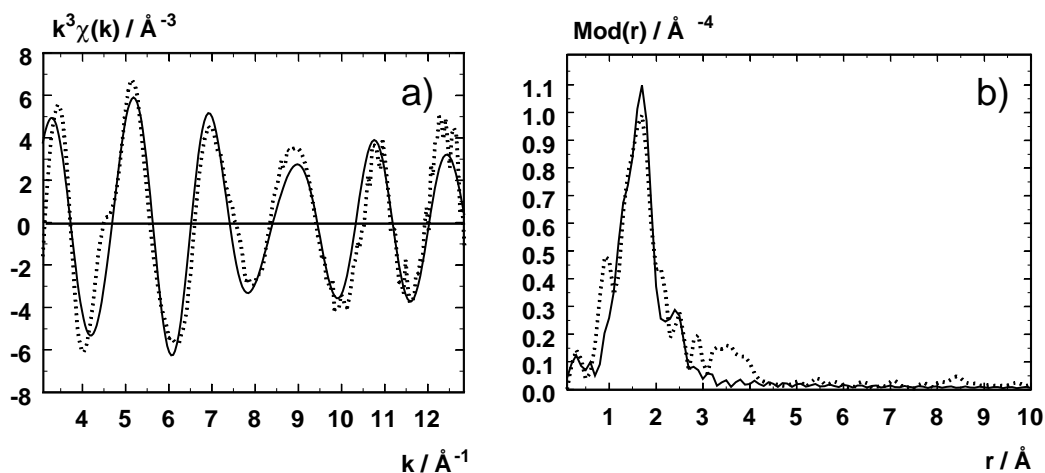 k³χ(k) / Å⁻³
8
6
4
2
0
-2
-4
-6
-8
a)
4 5 6 7 8 9 10 11 12
k / Å⁻¹
Mod(r) / Å ⁻⁴
1.1
1.0
0.9
0.8
0.7
0.6
0.5
0.4
0.3
0.2
0.1
0.0
b)
1 2 3 4 5 6 7 8 9 10
r / Å